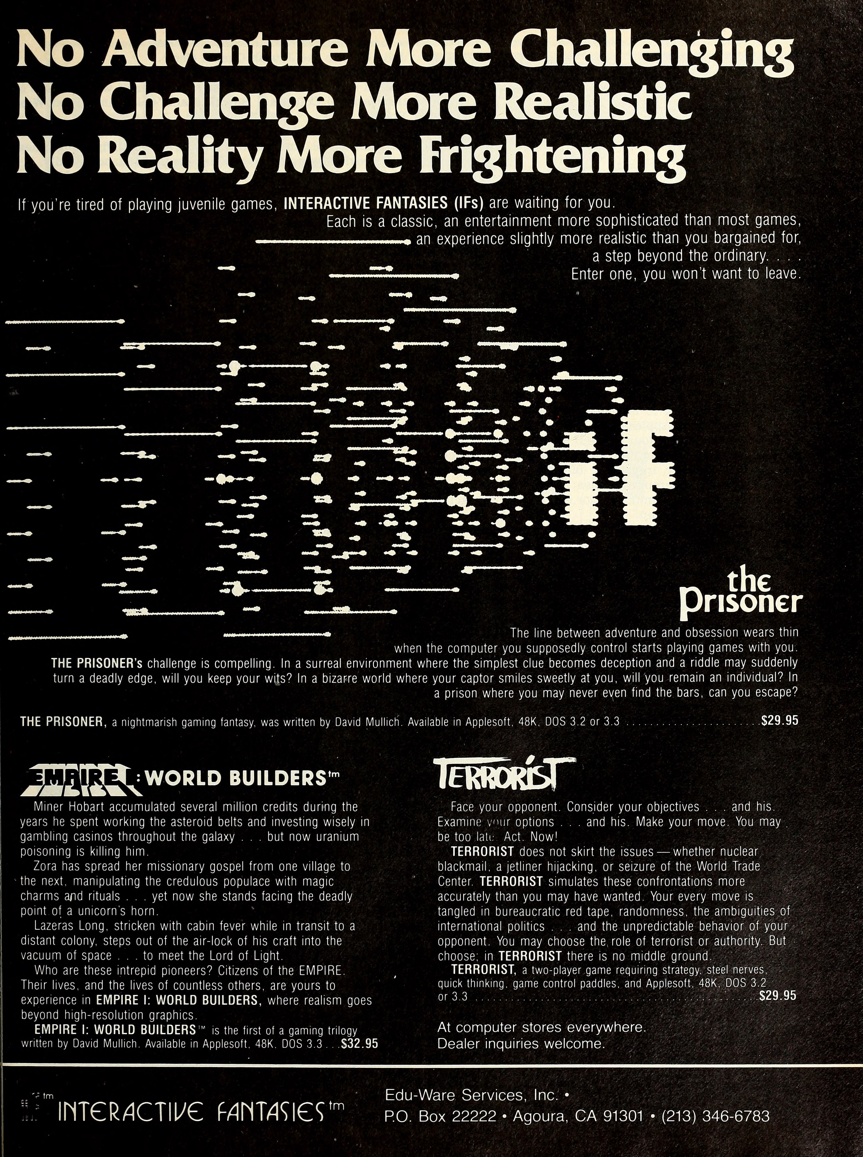 No Adventure More Challenging
No Challenge More Realistic
No Reality More Frightening
If you're tired of playing juvenile games, INTERACTIVE FANTASIES (IFs) are waiting for you.
Each is a classic, an entertainment more sophisticated than most games,
an experience slightly more realistic than you bargained for,
a step beyond the ordinary. . . .
Enter one, you won't want to leave.
iF
the
Prisoner
The line between adventure and obsession wears thin
when the computer you supposedly control starts playing games with you.
THE PRISONER's challenge is compelling. In a surreal environment where the simplest clue becomes deception and a riddle may suddenly
turn a deadly edge, will you keep your wits? In a bizarre world where your captor smiles sweetly at you, will you remain an individual? In
a prison where you may never even find the bars, can you escape?
THE PRISONER, a nightmarish gaming fantasy, was written by David Mullich. Available in Applesoft, 48K, DOS 3.2 or 3.3 . . . . . . . . . . . . . . . . . . . . . . . $29.95
EMPIRE I: WORLD BUILDERS™
Miner Hobart accumulated several million credits during the
years he spent working the asteroid belts and investing wisely in
gambling casinos throughout the galaxy . . . but now uranium
poisoning is killing him.
Zora has spread her missionary gospel from one village to
the next, manipulating the credulous populace with magic
charms and rituals . . . yet now she stands facing the deadly
point of a unicorn's horn.
Lazeras Long, stricken with cabin fever while in transit to a
distant colony, steps out of the air-lock of his craft into the
vacuum of space . . . to meet the Lord of Light.
Who are these intrepid pioneers? Citizens of the EMPIRE.
Their lives, and the lives of countless others, are yours to
experience in EMPIRE I: WORLD BUILDERS, where realism goes
beyond high-resolution graphics.
EMPIRE I: WORLD BUILDERS™ is the first of a gaming trilogy
written by David Mullich. Available in Applesoft, 48K, DOS 3.3 . . . $32.95
TERRORIST
Face your opponent. Consider your objectives . . . and his.
Examine your options . . . and his. Make your move. You may
be too late. Act. Now!
TERRORIST does not skirt the issues — whether nuclear
blackmail, a jetliner hijacking, or seizure of the World Trade
Center. TERRORIST simulates these confrontations more
accurately than you may have wanted. Your every move is
tangled in bureaucratic red tape, randomness, the ambiguities of
international politics . . . and the unpredictable behavior of your
opponent. You may choose the role of terrorist or authority. But
choose; in TERRORIST there is no middle ground.
TERRORIST, a two-player game requiring strategy, steel nerves,
quick thinking, game control paddles, and Applesoft, 48K, DOS 3.2
or 3.3 . . . . . . . . . . . . . . . . . . . . . . . . . . . . . . . . . . . . . . . . . $29.95
At computer stores everywhere.
Dealer inquiries welcome.
iF™ INTERACTIVE FANTASIES™
Edu-Ware Services, Inc. •
P.O. Box 22222 • Agoura, CA 91301 • (213) 346-6783